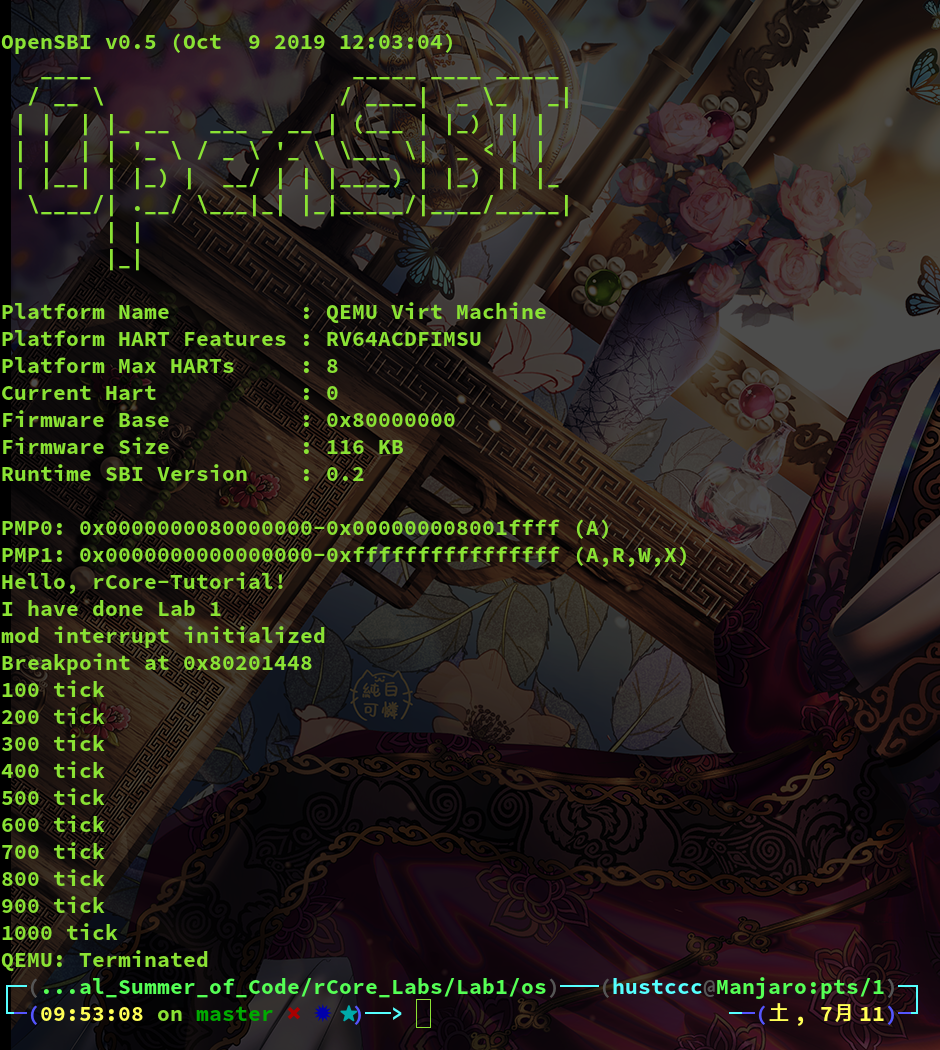 OpenSBI v0.5 (Oct  9 2019 12:03:04)
   ____                    _____ ____ _____
  / __ \                  / ____|  _ \_   _|
 | |  | |_ __   ___ _ __ | (___ | |_) || |
 | |  | | '_ \ / _ \ '_ \ \___ \|  _ < | |
 | |__| | |_) |  __/ | | |____) | |_) || |_
  \____/| .__/ \___|_| |_|_____/|____/_____|
        | |
        |_|
Platform Name          : QEMU Virt Machine
Platform HART Features : RV64ACDFIMSU
Platform Max HARTs     : 8
Current Hart           : 0
Firmware Base          : 0x80000000
Firmware Size          : 116 KB
Runtime SBI Version    : 0.2
PMP0: 0x0000000080000000-0x000000008001ffff (A)
PMP1: 0x0000000000000000-0xffffffffffffffff (A,R,W,X)
Hello, rCore-Tutorial!
I have done Lab 1
mod interrupt initialized
Breakpoint at 0x80201448
100 tick
200 tick
300 tick
400 tick
500 tick
600 tick
700 tick
800 tick
900 tick
1000 tick
純白
可憐
QEMU: Terminated
(...al_Summer_of_Code/rCore_Labs/Lab1/os)──(hustccc@Manjaro:pts/1)
(09:53:08 on master ✖ ✹ ★)──> (土, 7月11)